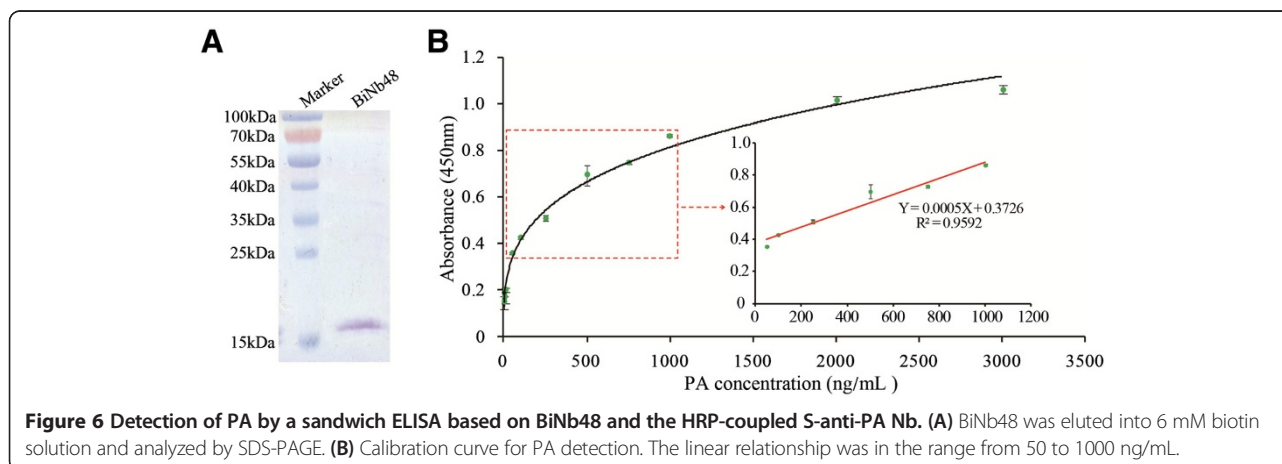 A
B
Marker
BiNb48
100kDa
70kDa
55kDa
40kDa
35kDa
25kDa
15kDa
Absorbance (450nm)
1.2
1.0
0.8
0.6
0.4
0.2
0
0
500
1000
1500
2000
2500
3000
3500
PA concentration (ng/mL )
1.0
0.8
0.6
0.4
0.2
0
200
400
600
800
1000
1200
Y = 0.0005X + 0.3726
R² = 0.9592
Figure 6 Detection of PA by a sandwich ELISA based on BiNb48 and the HRP-coupled S-anti-PA Nb. (A) BiNb48 was eluted into 6 mM biotin
solution and analyzed by SDS-PAGE. (B) Calibration curve for PA detection. The linear relationship was in the range from 50 to 1000 ng/mL.